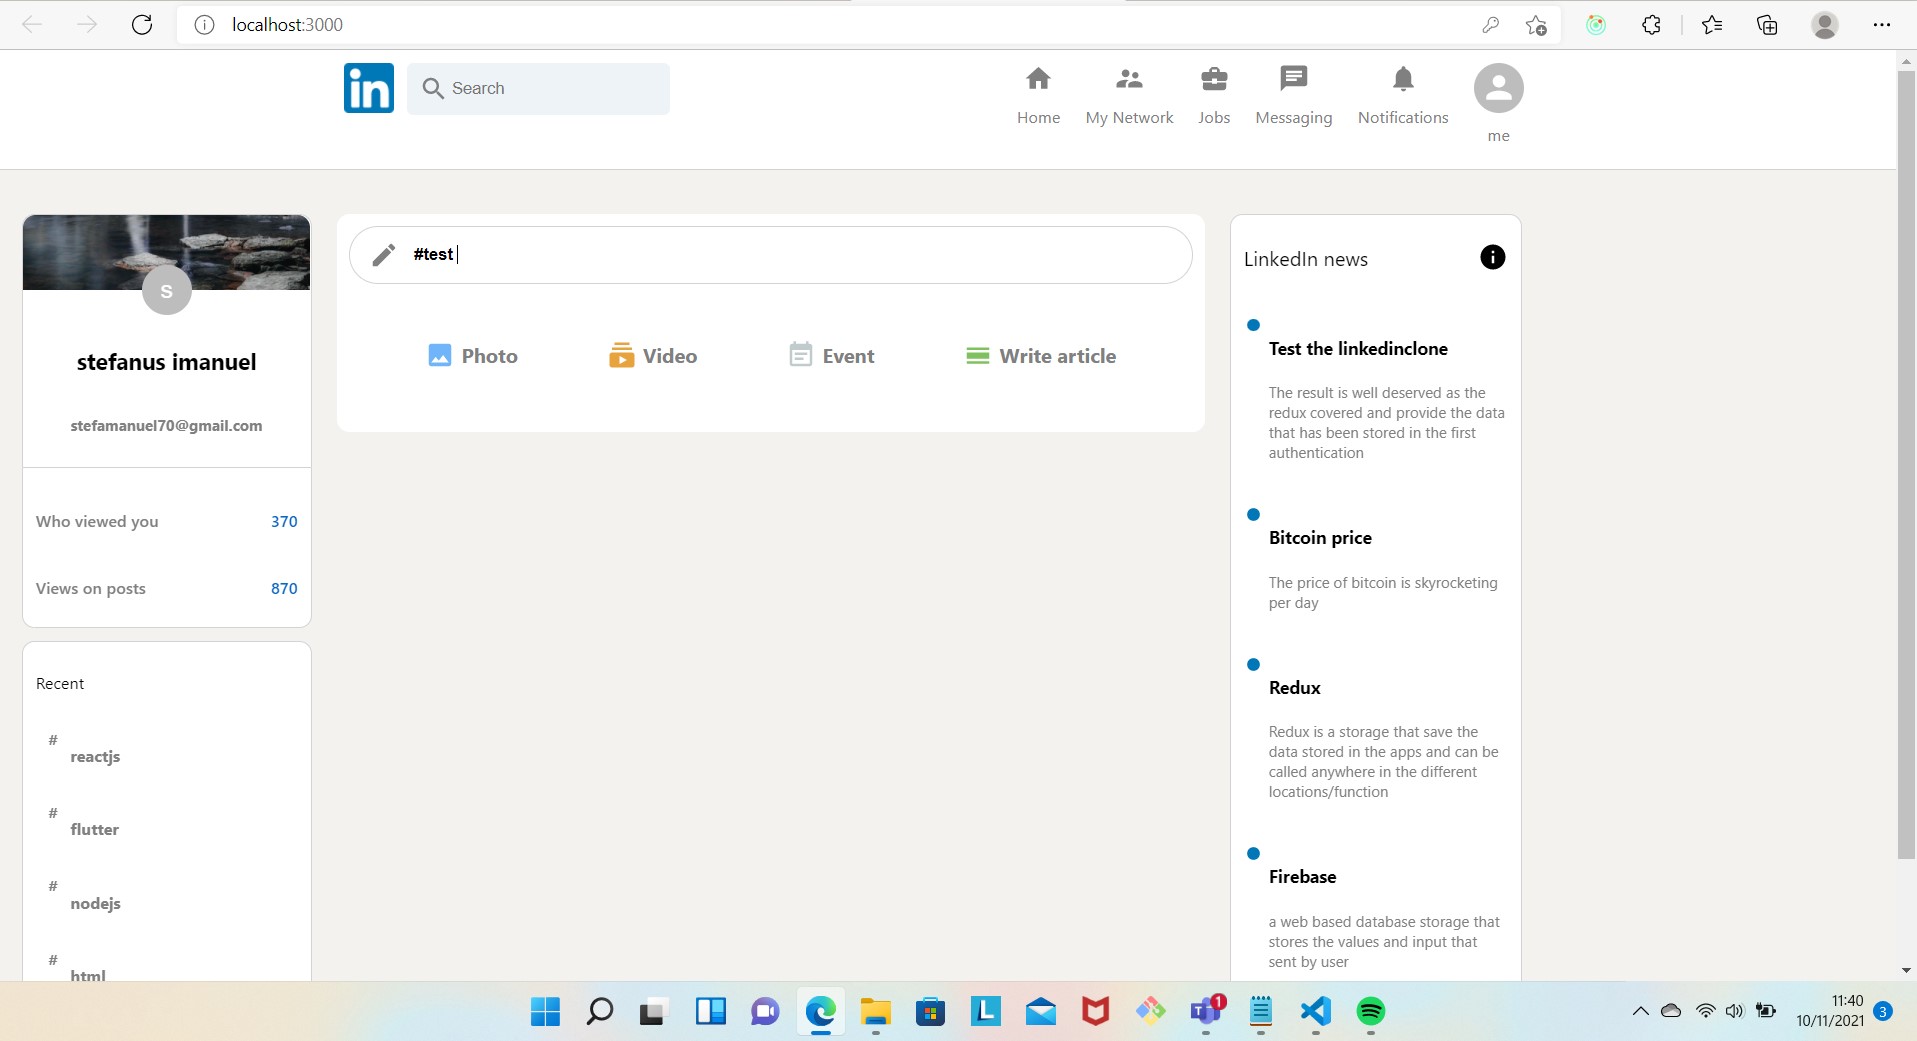 localhost:3000
in
Search
Home
My Network
Jobs
Messaging
Notifications
me
S
stefanus imanuel
stefamanuel70@gmail.com
Who viewed you 370
Views on posts 870
Recent
#
reactjs
#
flutter
#
nodejs
#
html
#test
Photo
Video
Event
Write article
LinkedIn news
Test the linkedinclone
The result is well deserved as the
redux covered and provide the data
that has been stored in the first
authentication
Bitcoin price
The price of bitcoin is skyrocketing
per day
Redux
Redux is a storage that save the
data stored in the apps and can be
called anywhere in the different
locations/function
Firebase
a web based database storage that
stores the values and input that
sent by user
L
1
11:40
10/11/2021
3